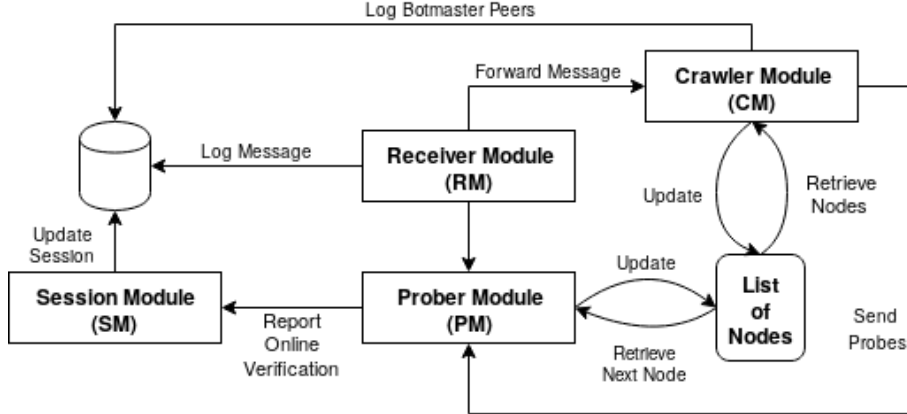 Log Botmaster Peers
Forward Message
Crawler Module
(CM)
Log Message
Receiver Module
(RM)
Update
Retrieve
Nodes
Update
Session
Session Module
(SM)
Report
Online
Verification
Prober Module
(PM)
Update
Retrieve
Next Node
List
of
Nodes
Send
Probes